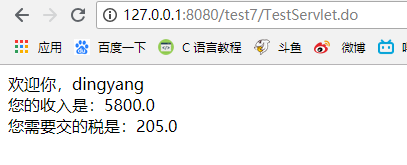 127.0.0.1:8080/test7/TestServlet.do
应用 百度一下 C 语言教程 斗鱼 微博 哔
欢迎你，dingyang
您的收入是：5800.0
您需要交的税是：205.0